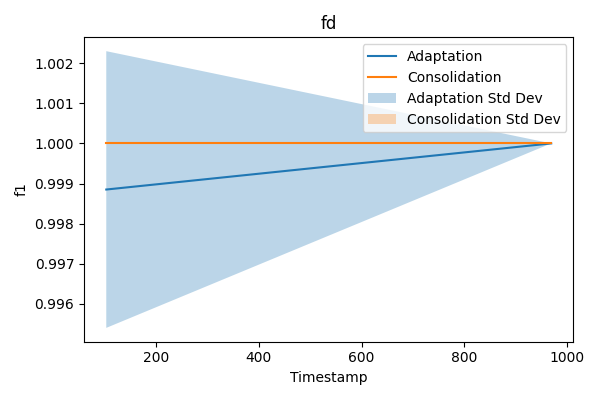 fd
1.002
1.001
1.000
0.999
0.998
0.997
0.996
f1
Adaptation
Consolidation
Adaptation Std Dev
Consolidation Std Dev
200
400
600
800
1000
Timestamp